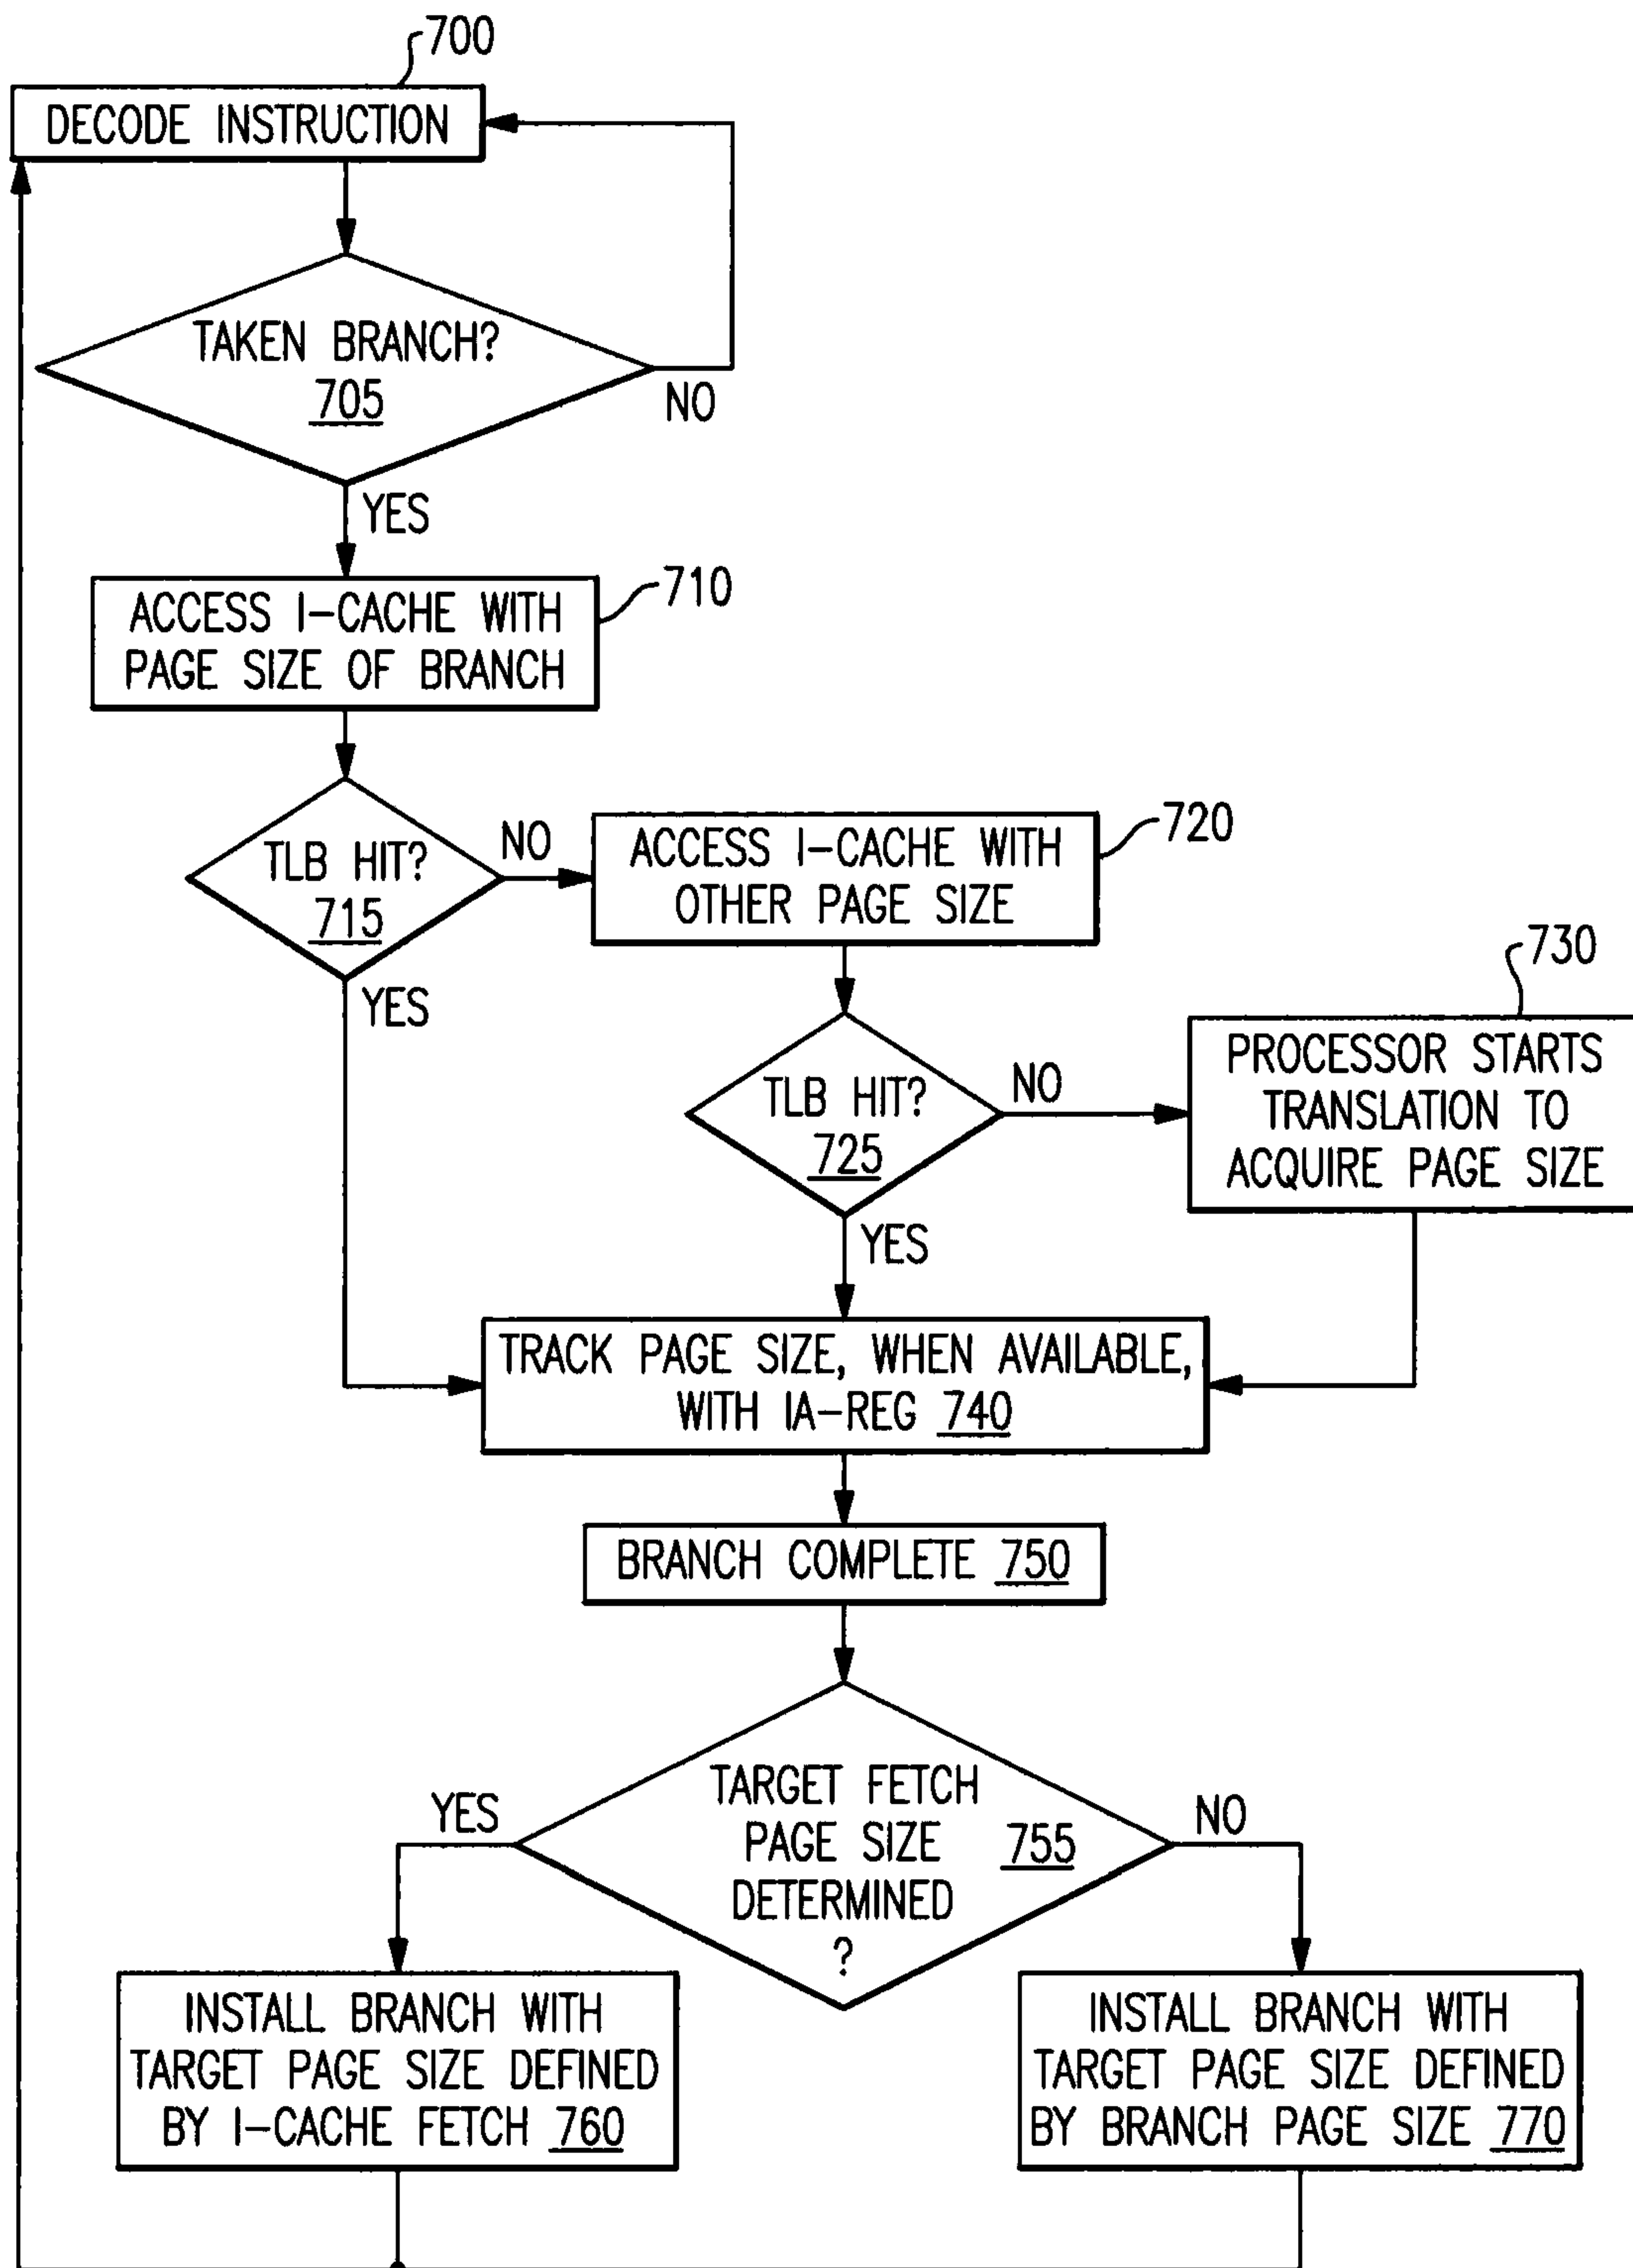 700
DECODE INSTRUCTION
TAKEN BRANCH?
705
NO
YES
710
ACCESS I-CACHE WITH
PAGE SIZE OF BRANCH
TLB HIT?
715
NO
YES
720
ACCESS I-CACHE WITH
OTHER PAGE SIZE
TLB HIT?
725
NO
YES
730
PROCESSOR STARTS
TRANSLATION TO
ACQUIRE PAGE SIZE
TRACK PAGE SIZE, WHEN AVAILABLE,
WITH IA-REG 740
BRANCH COMPLETE 750
TARGET FETCH
PAGE SIZE
DETERMINED
?
755
YES
NO
INSTALL BRANCH WITH
TARGET PAGE SIZE DEFINED
BY I-CACHE FETCH 760
INSTALL BRANCH WITH
TARGET PAGE SIZE DEFINED
BY BRANCH PAGE SIZE 770